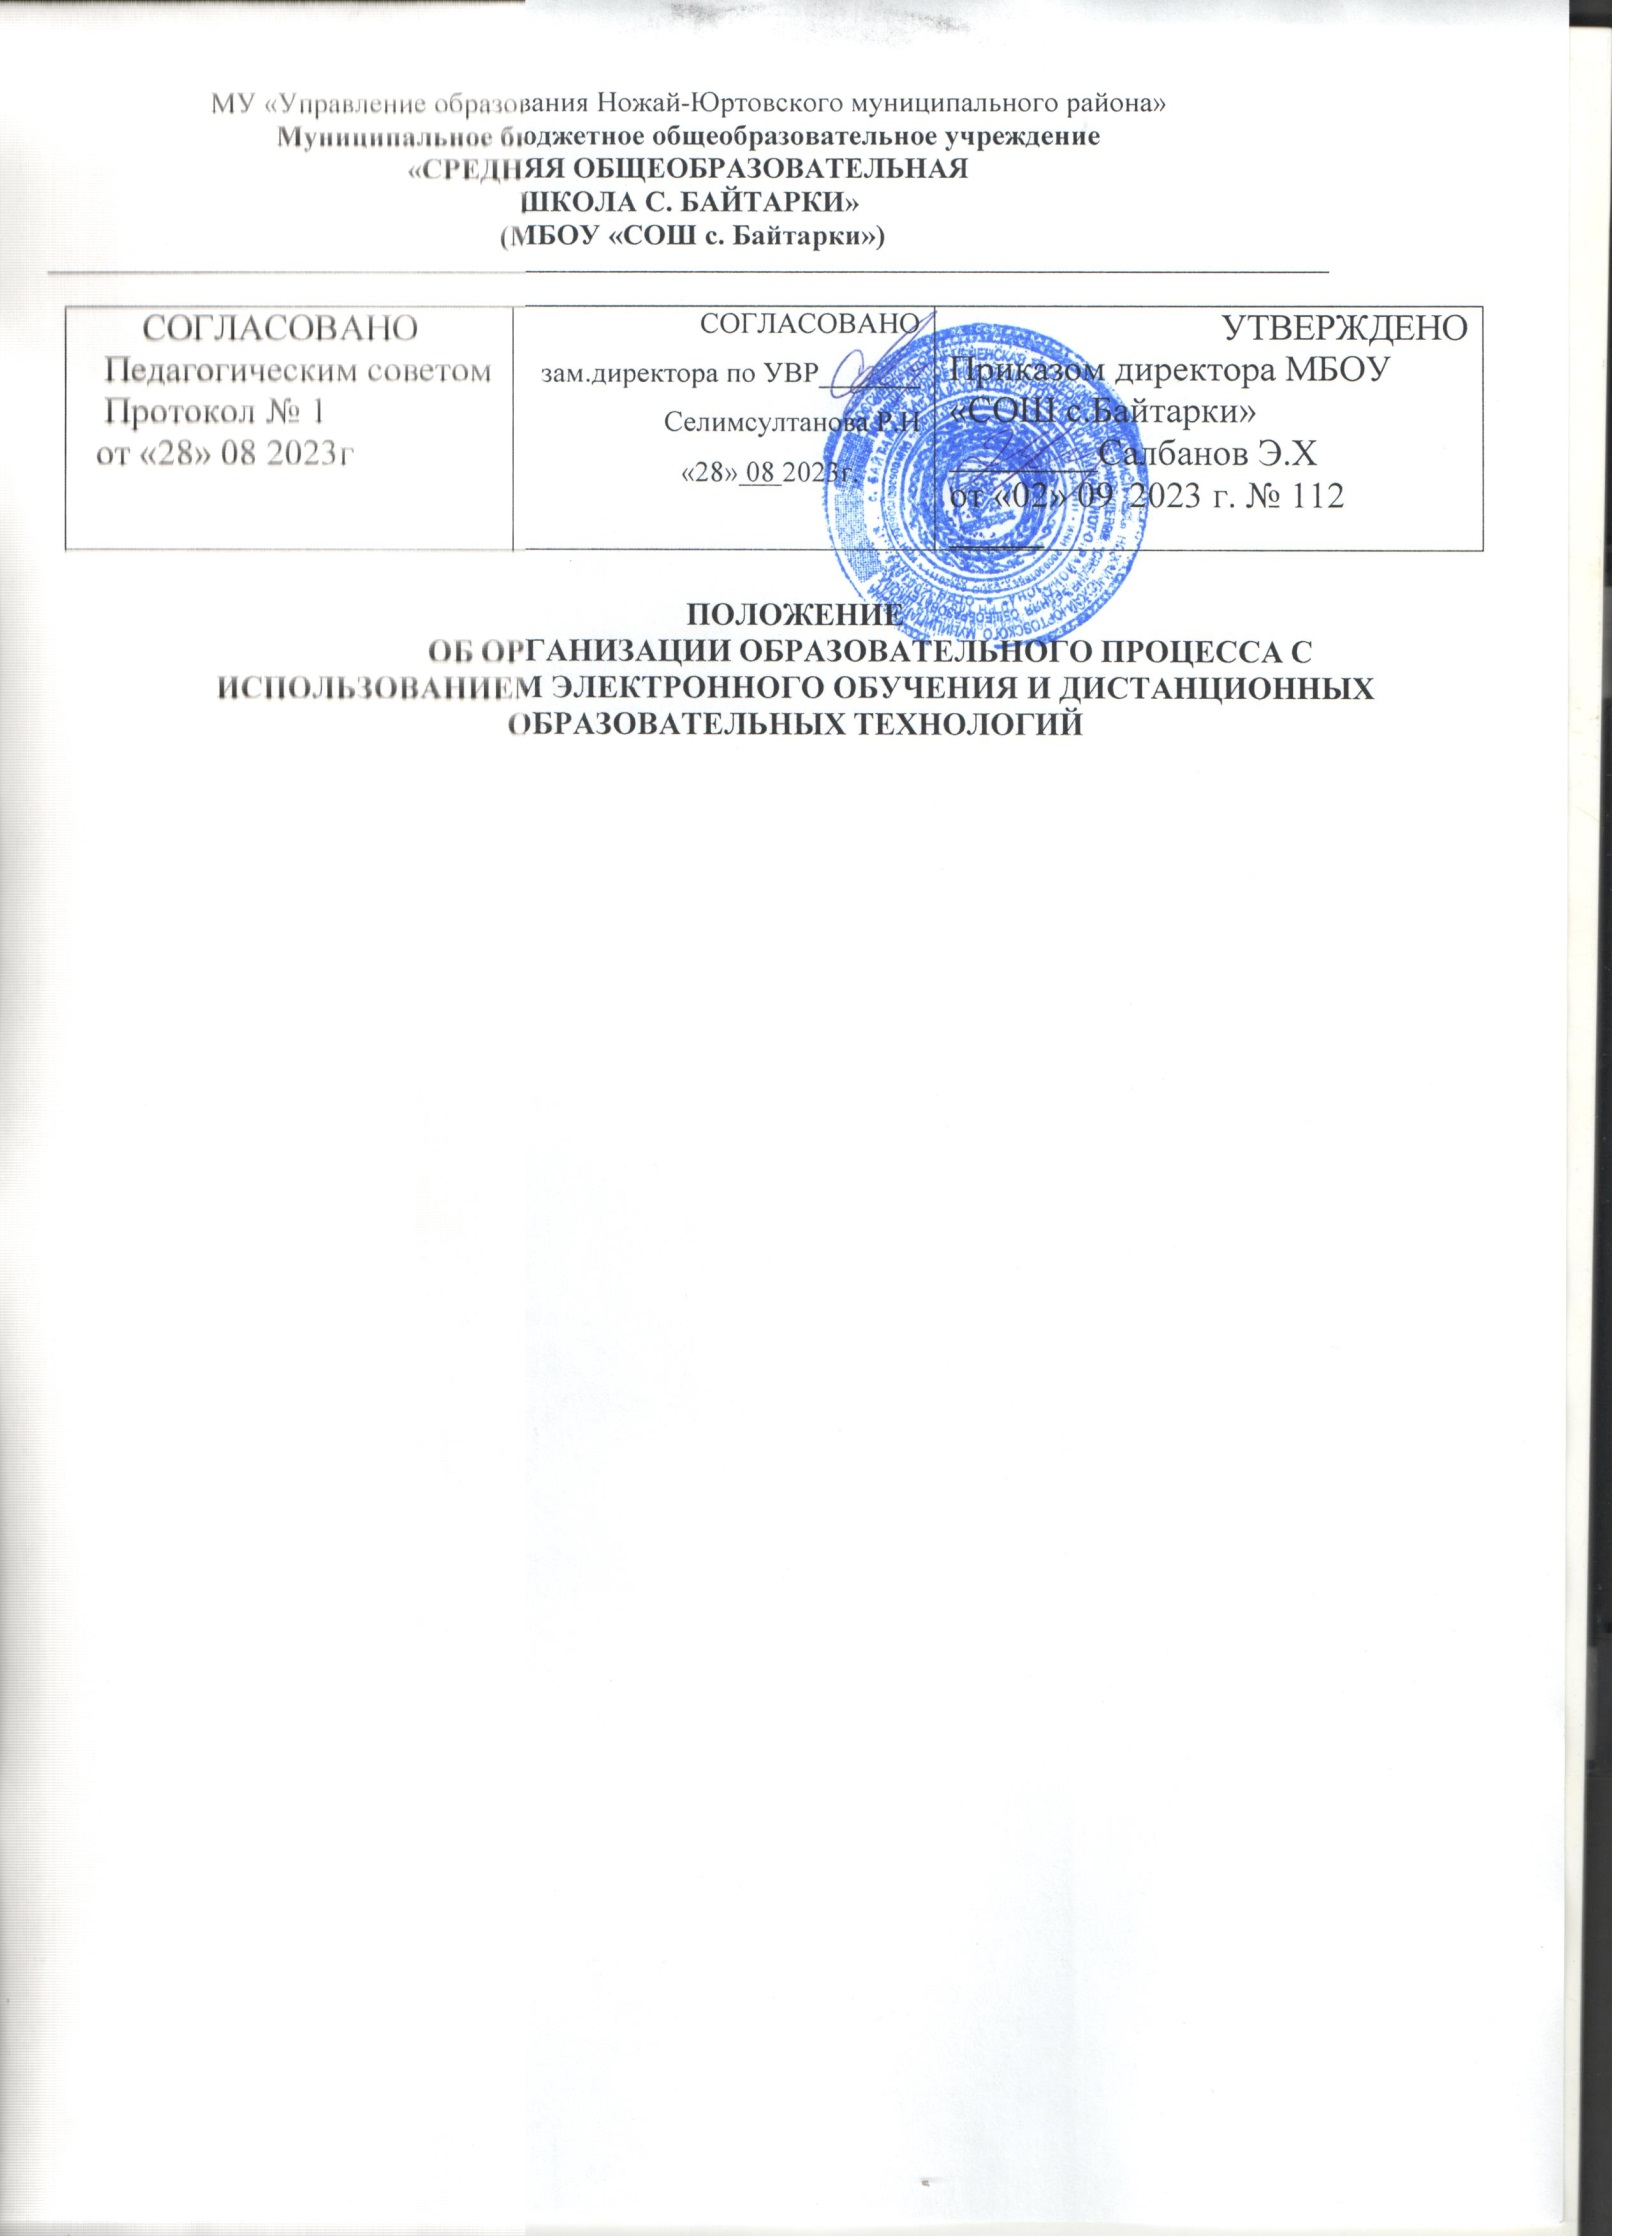 МУ «Управление образования Ножай-Юртовского муниципального района»
Муниципальное бюджетное общеобразовательное учреждение
«СРЕДНЯЯ ОБЩЕОБРАЗОВАТЕЛЬНАЯ
ШКОЛА С. БАЙТАРКИ»
(МБОУ «СОШ с. Байтарки»)
СОГЛАСОВАНО
Педагогическим советом
Протокол № 1
от «28» 08 2023г
СОГЛАСОВАНО
зам.директора по УВР_______
Селимсултанова Р.И
«28» 08 2023г.
УТВЕРЖДЕНО
Приказом директора МБОУ
«СОШ с.Байтарки»
________Салбанов Э.Х
от «02» 09 2023 г. № 112
ПОЛОЖЕНИЕ
ОБ ОРГАНИЗАЦИИ ОБРАЗОВАТЕЛЬНОГО ПРОЦЕССА С
ИСПОЛЬЗОВАНИЕМ ЭЛЕКТРОННОГО ОБУЧЕНИЯ И ДИСТАНЦИОННЫХ
ОБРАЗОВАТЕЛЬНЫХ ТЕХНОЛОГИЙ